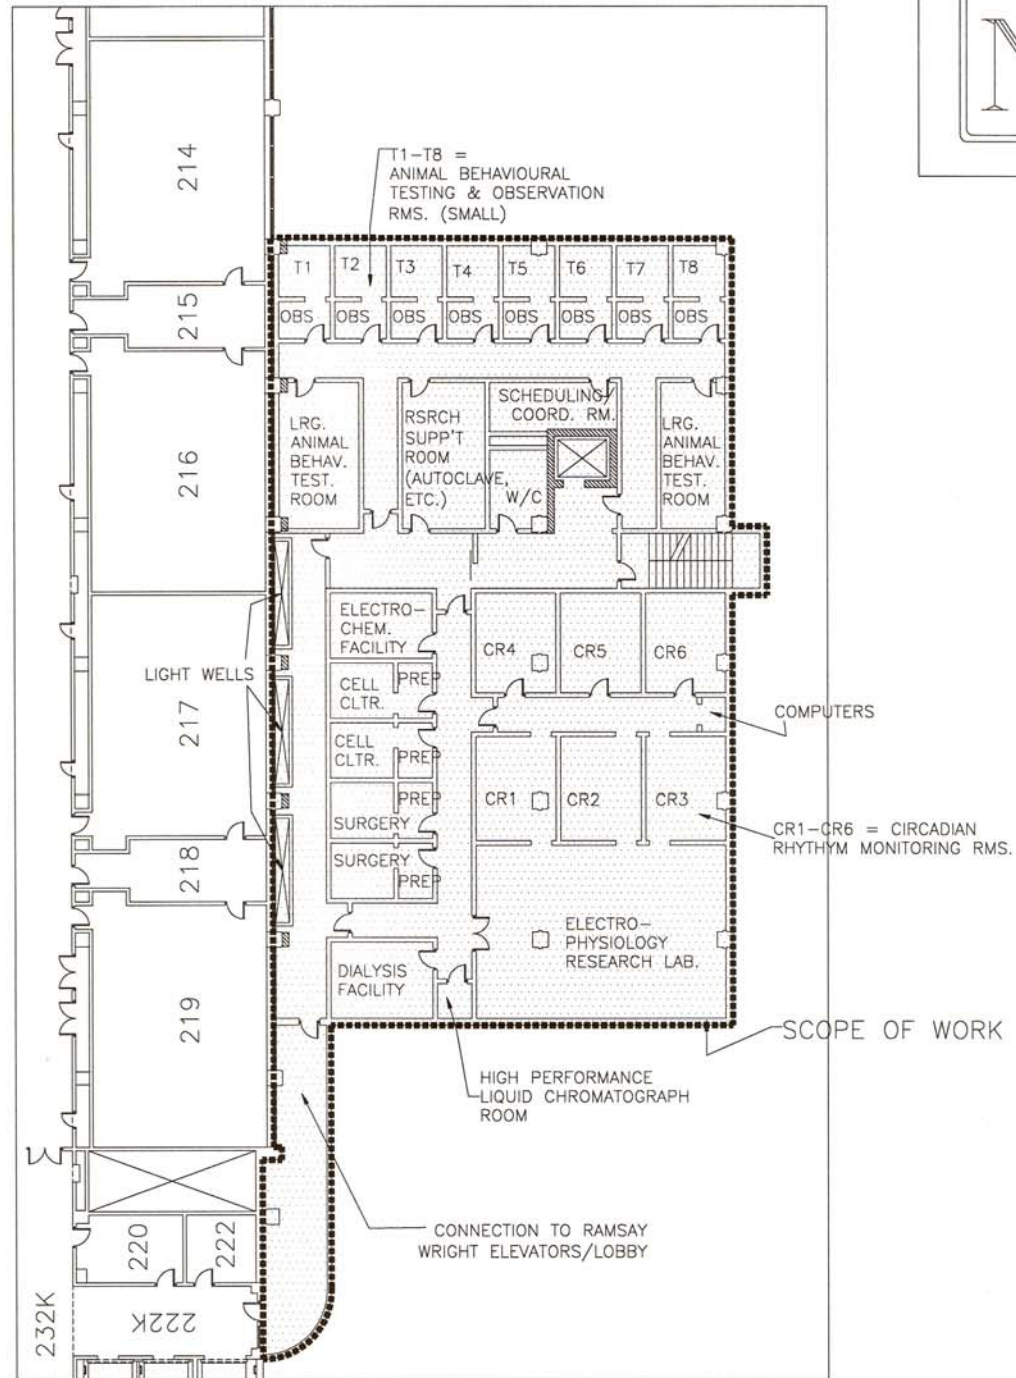 N
T1-T8 =
ANIMAL BEHAVIOURAL
TESTING & OBSERVATION
RMS. (SMALL)
214
T1 T2 T3 T4 T5 T6 T7 T8
OBS OBS OBS OBS OBS OBS OBS OBS
215
216
LRG.
ANIMAL
BEHAV.
TEST.
ROOM
RSRCH
SUPP'T
ROOM
(AUTOCLAVE,
ETC.)
SCHEDULING/
COORD. RM.
W/C
LRG.
ANIMAL
BEHAV.
TEST.
ROOM
LIGHT WELLS
217
ELECTRO-
CHEM.
FACILITY
CELL
CLTR.
PREP
CELL
CLTR.
PREP
PREP
SURGERY
SURGERY
PREP
CR4 CR5 CR6
COMPUTERS
CR1 CR2 CR3
CR1-CR6 = CIRCADIAN
RHYTHYM MONITORING RMS.
218
219
ELECTRO-
PHYSIOLOGY
RESEARCH LAB.
DIALYSIS
FACILITY
SCOPE OF WORK
HIGH PERFORMANCE
LIQUID CHROMATOGRAPH
ROOM
CONNECTION TO RAMSAY
WRIGHT ELEVATORS/LOBBY
220
222
232K
222K